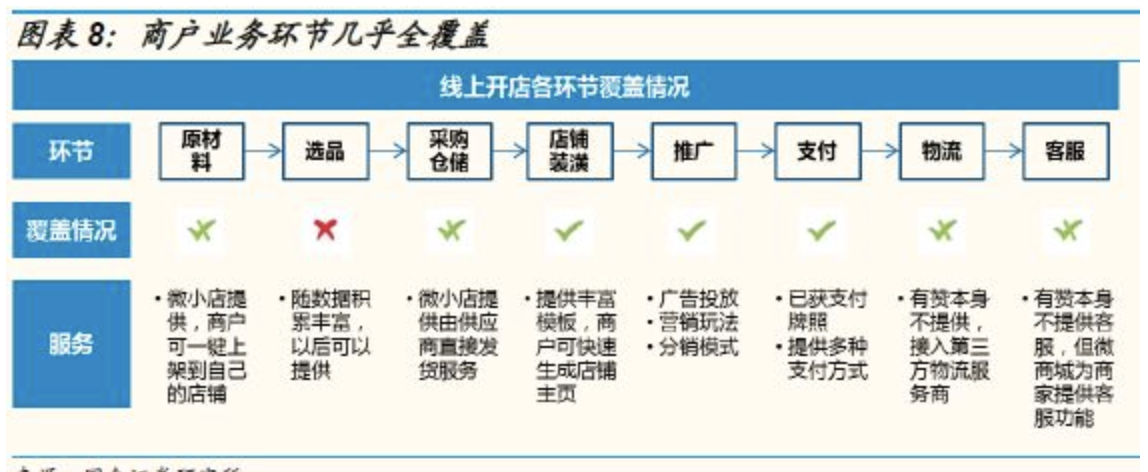 图表 8：商户业务环节几乎全覆盖
线上开店各环节覆盖情况
环节
原材
料
选品
采购
仓储
店铺
装潢
推广
支付
物流
客服
覆盖情况
服务
• 微小店提
供，商户
可一键上
架到自己
的店铺
• 随数据积
累丰富，
以后可以
提供
• 微小店提
供由供应
商直接发
货服务
• 提供丰富
模板，商
户可快速
生成店铺
主页
• 广告投放
• 营销玩法
• 分销模式
• 已获支付
牌照
• 提供多种
支付方式
• 有赞本身
不提供，
接入第三
方物流服
务商
• 有赞本身
不提供客
服，但微
商城为商
家提供客
服功能